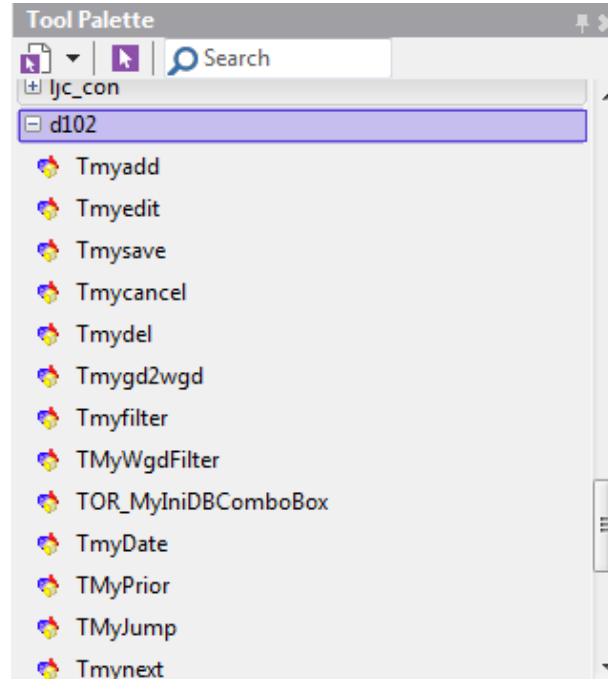 Tool Palette
Search
ljc_con
d102
Tmyadd
Tmyedit
Tmysave
Tmycancel
Tmydel
Tmygd2wgd
Tmyfilter
TMyWgdFilter
TOR_MyIniDBComboBox
TmyDate
TMyPrior
TMyJump
Tmynext